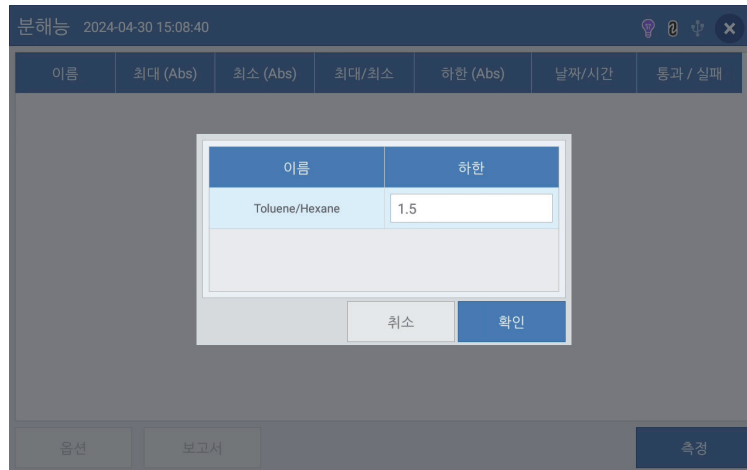 분해능 2024-04-30 15:08:40
이름 최대 (Abs) 최소 (Abs) 최대/최소 하한 (Abs) 날짜/시간 통과 / 실패
이름 하한
Toluene/Hexane 1.5
취소 확인
옵션 보고서 측정